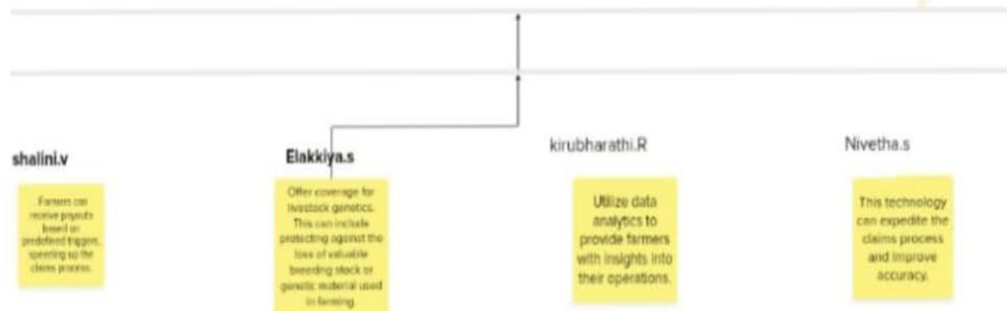 shalini.v
Farmers can
receive payouts
based on
predefined triggers,
speeding up the
claims process.
Elakkiya.s
Offer coverage for
livestock genetics.
This can include
protecting against the
loss of valuable
breeding stock or
genetic material used
in farming.
kirubharathi.R
Utilize data
analytics to
provide farmers
with insights into
their operations.
Nivetha.s
This technology
can expedite the
claims process
and improve
accuracy.